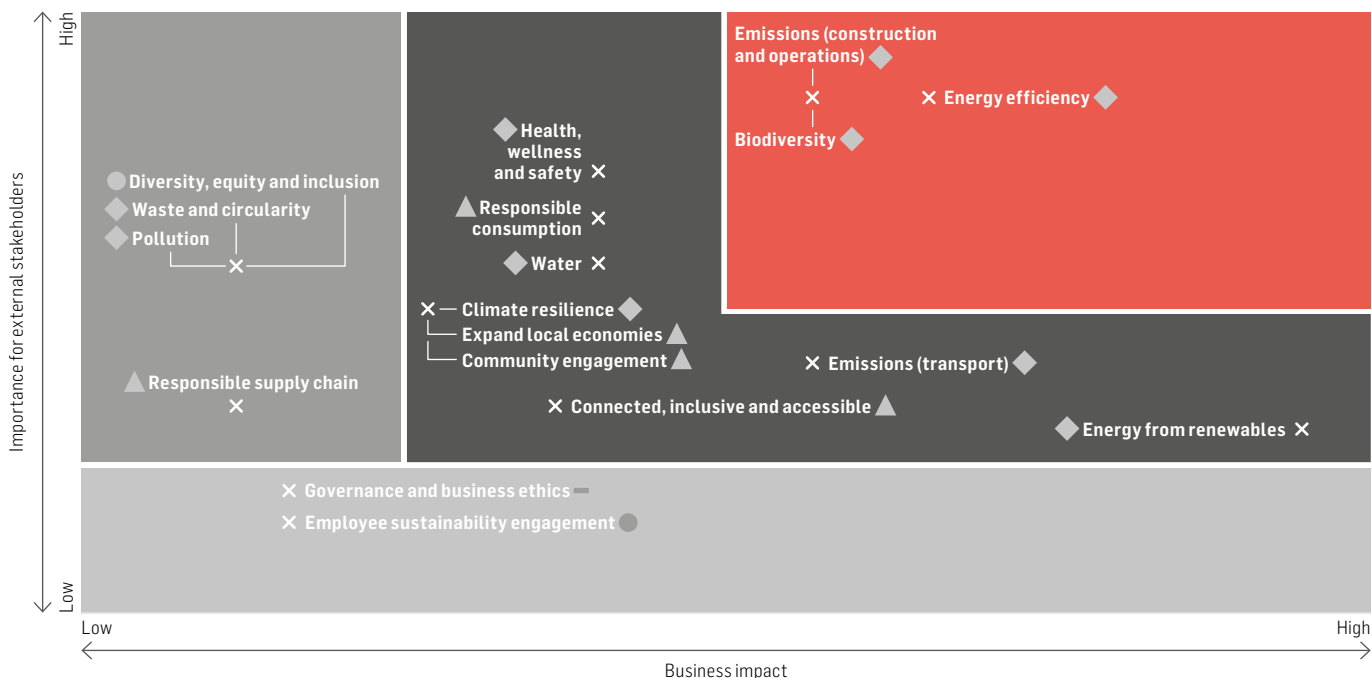 High
Importance for external stakeholders
Low
Emissions (construction
and operations)
Energy efficiency
Biodiversity
Health,
wellness
and safety
Responsible
consumption
Water
Diversity, equity and inclusion
Waste and circularity
Pollution
Climate resilience
Expand local economies
Community engagement
Emissions (transport)
Responsible supply chain
Connected, inclusive and accessible
Energy from renewables
Governance and business ethics
Employee sustainability engagement
Low
High
Business impact